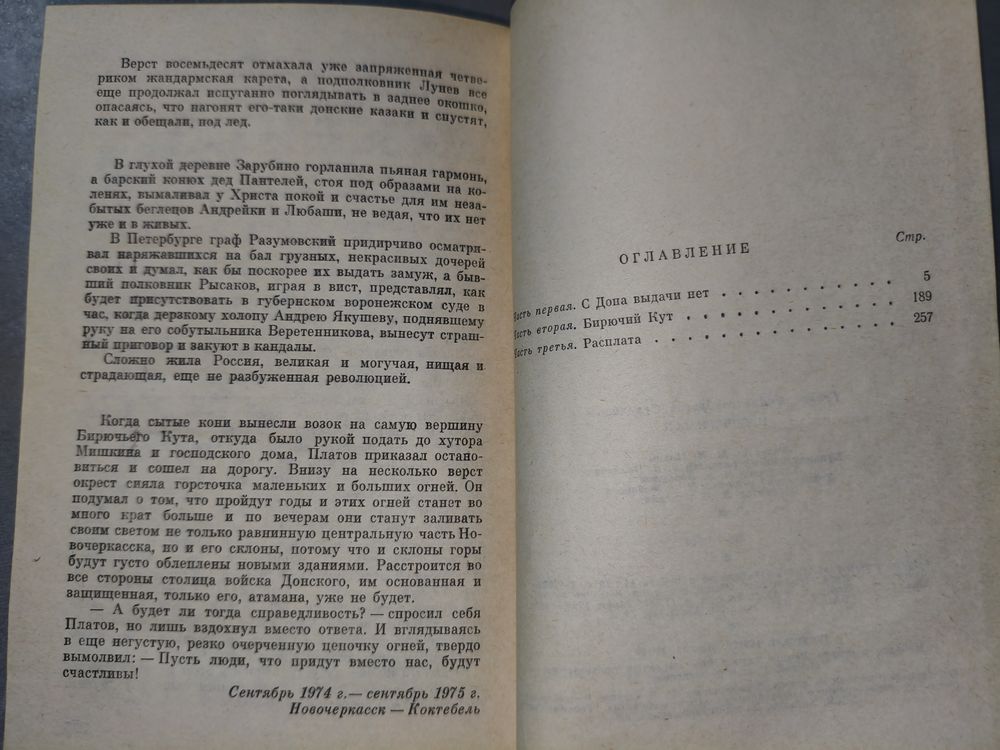 Верст восемьдесят отмахала уже запряженная четве-
риком жандармская карета, а подполковник Лунев все
еще продолжал испуганно поглядывать в заднее окошко,
опасаясь, что нагонят его-таки донские казаки и спустят,
как и обещали, под лед.
В глухой деревне Зарубино горланила пьяная гармонь,
а барский конюх дед Пантелей, стоя под образами на ко-
ленях, вымаливал у Христа покой и счастье для им неза-
бытых беглецов Андрейки и Любаши, не ведая, что их нет
уже и в живых.
В Петербурге граф Разумовский придирчиво осматри-
вал наряжавшихся на бал грузных, некрасивых дочерей
своих и думал, как бы поскорее их выдать замуж, а быв-
ший полковник Рысаков, играя в вист, представлял, как
будет присутствовать в губернском воронежском суде в
час, когда дерзкому холопу Андрею Якушеву, поднявшему
руку на его собутыльника Веретенникова, вынесут страш-
ный приговор и закуют в кандалы.
Сложно жила Россия, великая и могучая, нищая и
страдающая, еще не разбуженная революцией.
Когда сытые кони вынесли возок на самую вершину
Бирючьего Кута, откуда было рукой подать до хутора
Мишкина и господского дома, Платов приказал остано-
виться и сошел на дорогу. Внизу на несколько верст
окрест сияла горсточка маленьких и больших огней. Он
подумал о том, что пройдут годы и этих огней станет во
много крат больше и по вечерам они станут заливать
своим светом не только равнинную центральную часть Но-
вочеркасска, но и его склоны, потому что и склоны горы
будут густо облеплены новыми зданиями. Расстроится во
все стороны столица войска Донского, им основанная и
защищенная, только его, атамана, уже не будет.
— А будет ли тогда справедливость? — спросил себя
Платов, но лишь вздохнул вместо ответа. И вглядываясь
в еще негустую, резко очерченную цепочку огней, твердо
вымолвил: — Пусть люди, что придут вместо нас, будут
счастливы!
Сентябрь 1974 г.— сентябрь 1975 г.
Новочеркасск — Коктебель
ОГЛАВЛЕНИЕ
Стр.
Часть первая. С Дона выдачи нет . . . . . . . . . 5
Часть вторая. Бирючий Кут . . . . . . . . . . 189
Часть третья. Расплата . . . . . . . . . . . 257